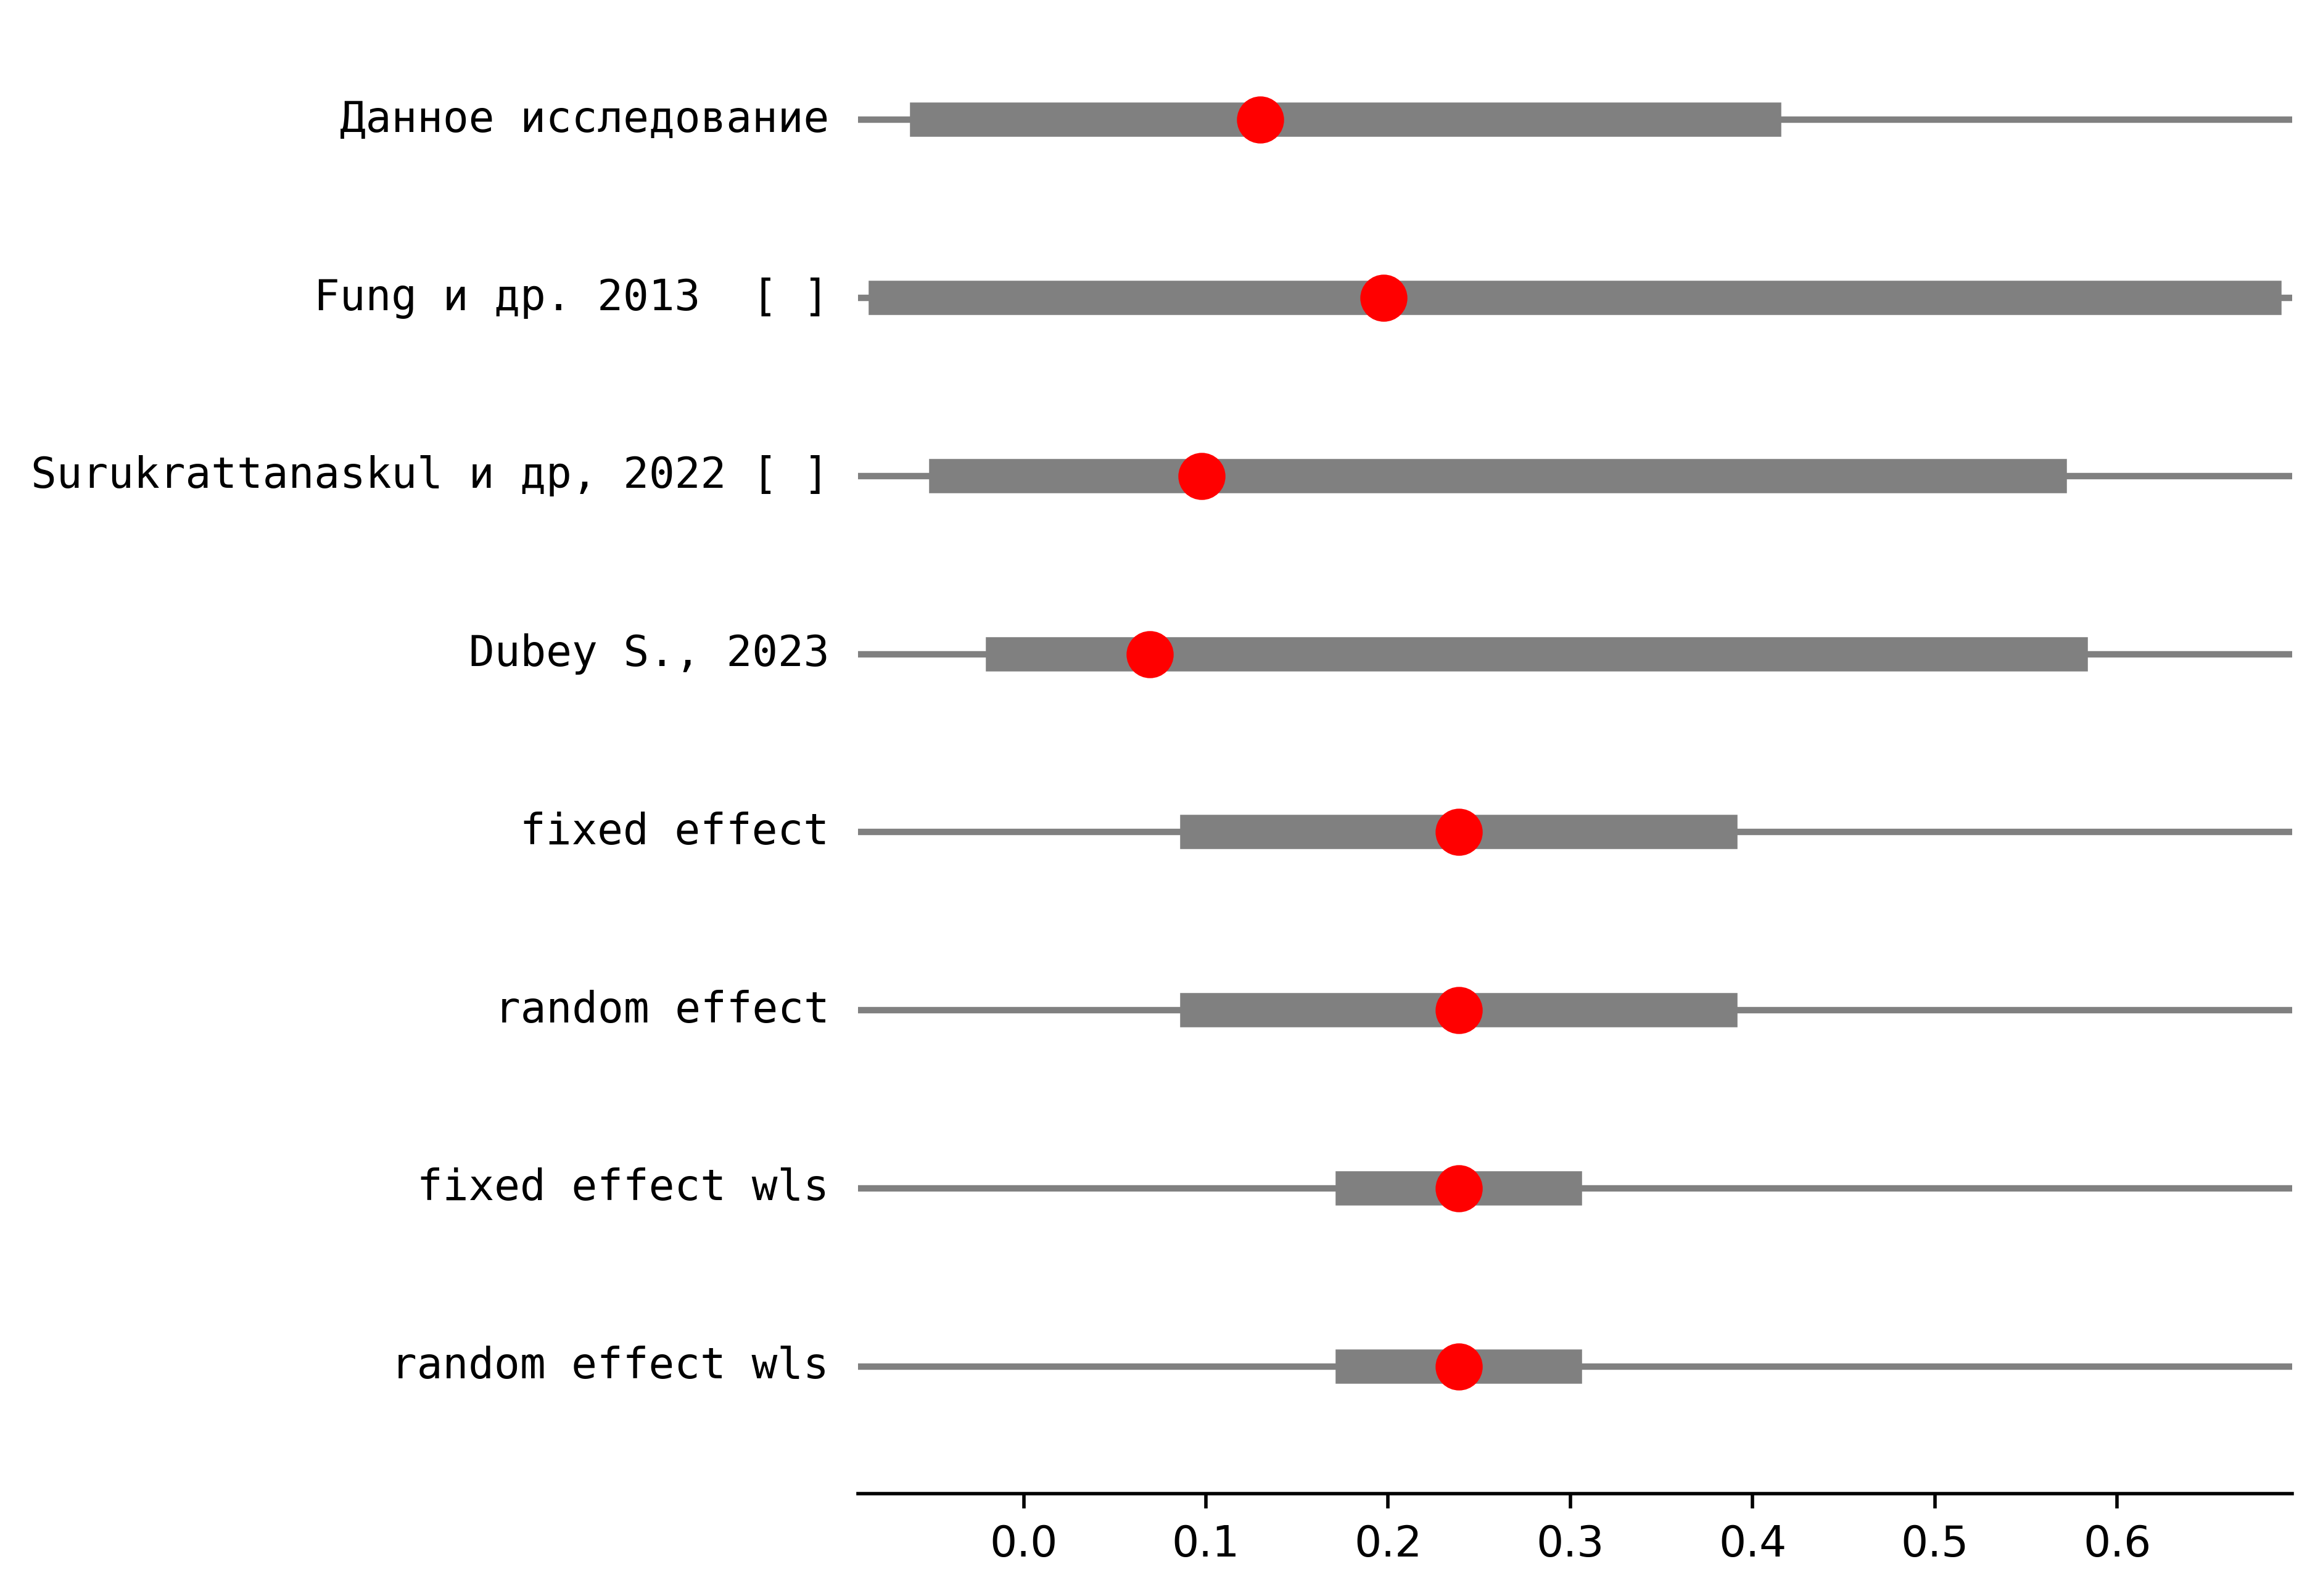 Данное исследование
Fung и др. 2013  [ ]
Surukrattanaskul и др, 2022 [ ]
Dubey S., 2023
fixed effect
random effect
fixed effect wls
random effect wls
0.0 0.1 0.2 0.3 0.4 0.5 0.6